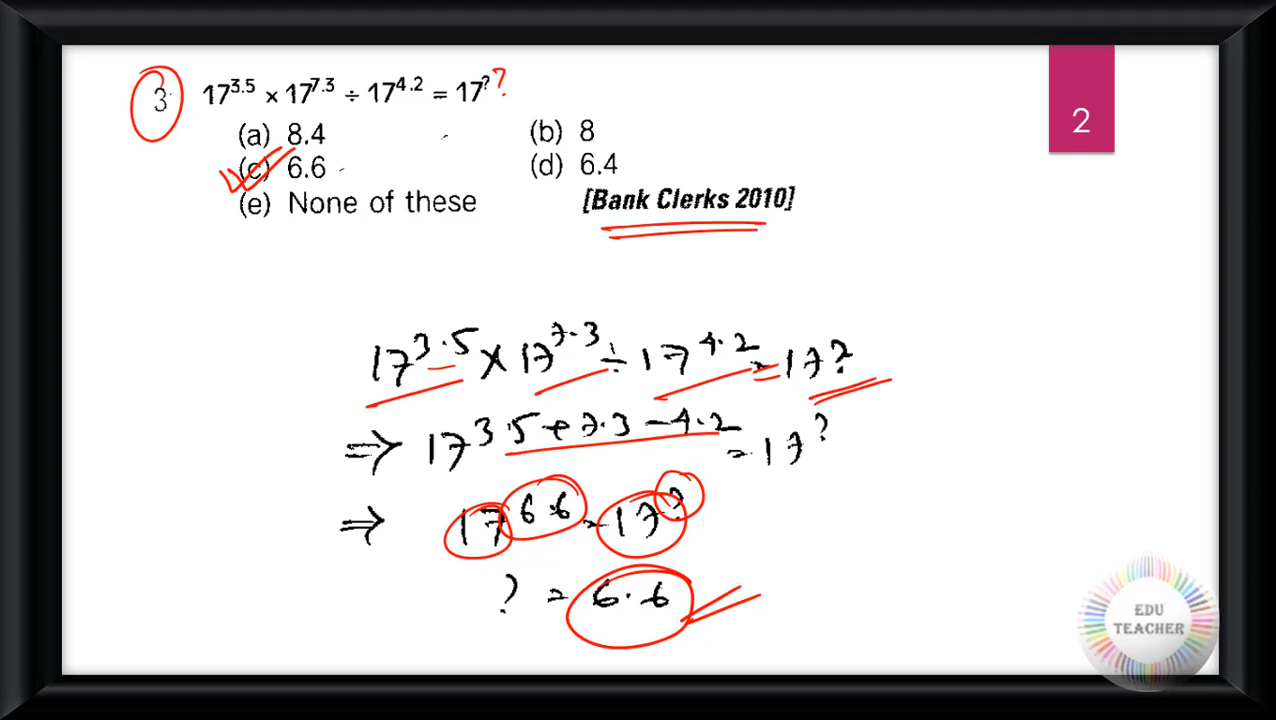 3. 17^3.5 × 17^7.3 ÷ 17^4.2 = 17^? ?
2
(a) 8.4 (b) 8
(c) 6.6 (d) 6.4
(e) None of these [Bank Clerks 2010]
17^3.5 × 17^7.3 ÷ 17^4.2 = 17^?
⇒ 17^3.5+7.3-4.2 = 17^?
⇒ 17^6.6 = 17^?
? = 6.6
EDU
TEACHER